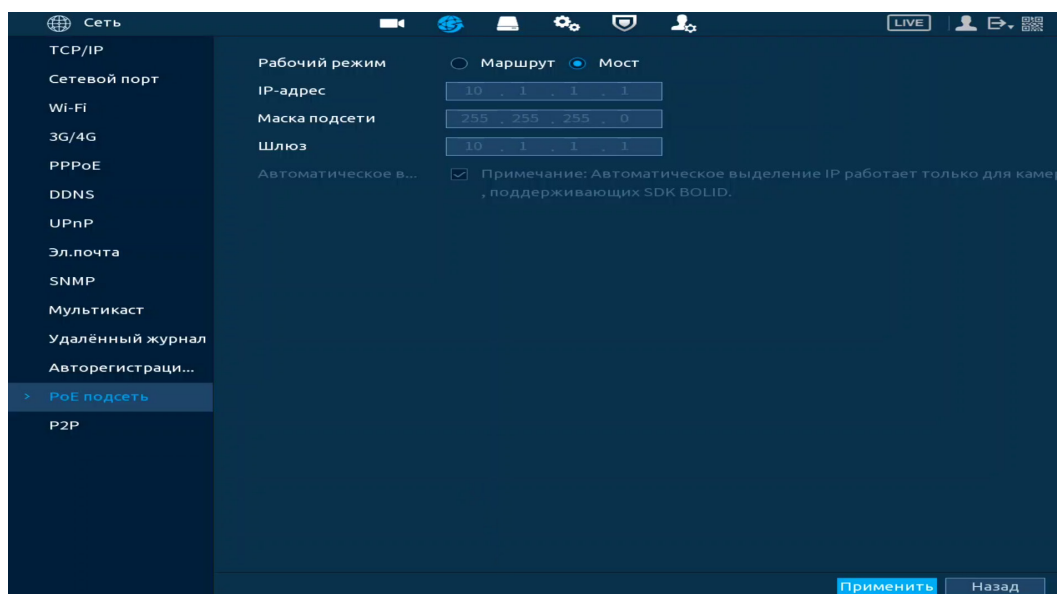 Сеть
LIVE
TCP/IP
Сетевой порт
Wi-Fi
3G/4G
PPPoE
DDNS
UPnP
Эл.почта
SNMP
Мультикаст
Удалённый журнал
Авторегистраци...
> PoE подсеть
P2P
Рабочий режим Маршрут Мост
IP-адрес 10 . 1 . 1 . 1
Маска подсети 255 . 255 . 255 . 0
Шлюз 10 . 1 . 1 . 1
Автоматическое в... Примечание: Автоматическое выделение IP работает только для каме
, поддерживающих SDK BOLID.
Применить Назад